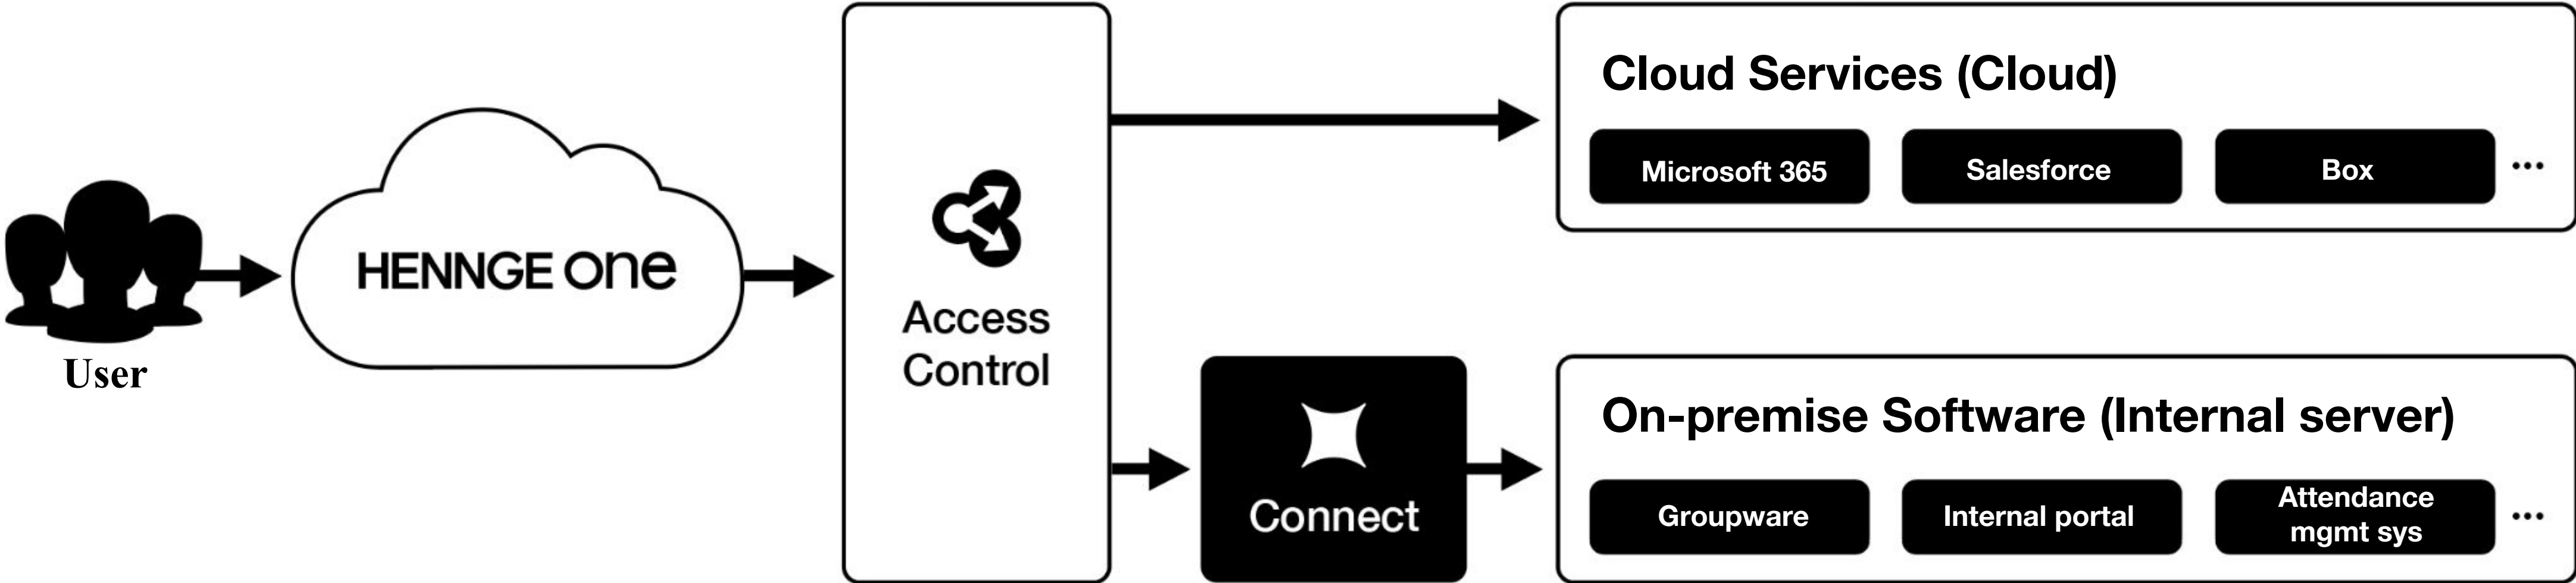 User
HENNGE one
Access
Control
Connect
Cloud Services (Cloud)
Microsoft 365
Salesforce
Box
...
On-premise Software (Internal server)
Groupware
Internal portal
Attendance
mgmt sys
...